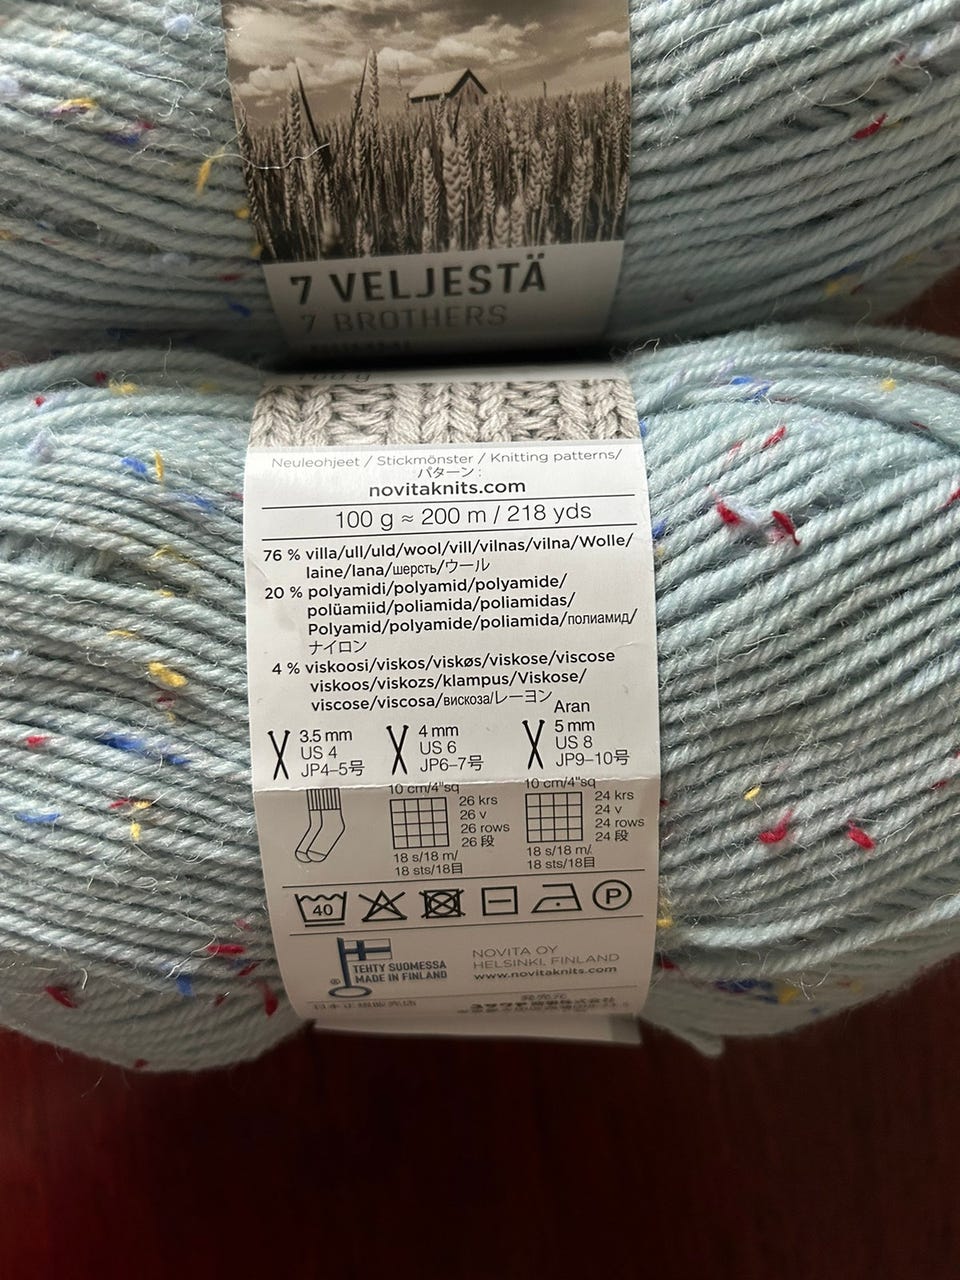 7 VELJESTÄ
7 BROTHERS
100 g
Neuleohjeet / Stickmönster / Knitting patterns/
パターン :
novitaknits.com
100 g ≈ 200 m / 218 yds
76 % villa/ull/uld/wool/vill/vilnas/vilna/Wolle/
laine/lana/шерсть/ウール
20 % polyamidi/polyamid/polyamide/
polüamiid/poliamida/poliamidas/
Polyamid/polyamide/poliamida/полиамид/
ナイロン
4 % viskoosi/viskos/viskøs/viskose/viscose
viskoos/viskozs/klampus/Viskose/
viscose/viscosa/вискоза/レーヨン
3.5 mm
US 4
JP4–5号
4 mm
US 6
JP6–7号
Aran
5 mm
US 8
JP9–10号
10 cm/4"sq
26 krs
26 v
26 rows
26 段
18 s/18 m/
18 sts/18目
10 cm/4"sq
24 krs
24 v
24 rows
24 段
18 s/18 m/.
18 sts/18目
40
P
TEHTY SUOMESSA
MADE IN FINLAND
®
NOVITA OY
HELSINKI, FINLAND
www.novitaknits.com